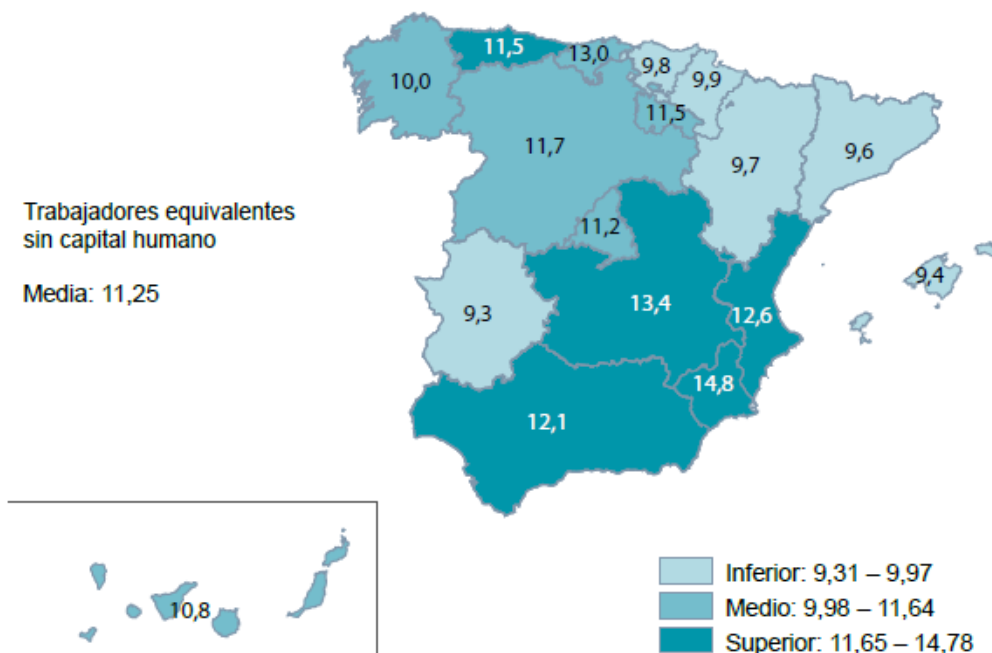 11,5
13,0
9,8
9,9
10,0
11,5
11,7
9,7
9,6
Trabajadores equivalentes
sin capital humano
11,2
Media: 11,25
9,4
13,4
12,6
9,3
14,8
12,1
10,8
Inferior: 9,31 – 9,97
Medio: 9,98 – 11,64
Superior: 11,65 – 14,78